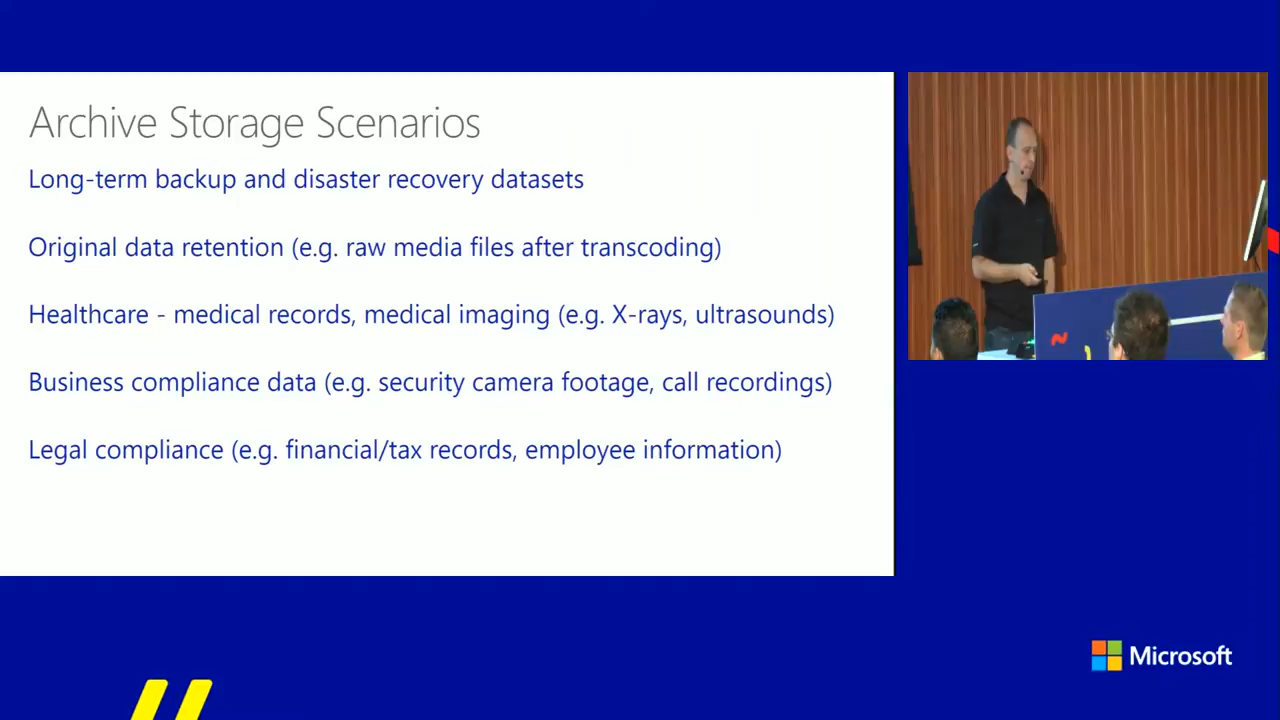 Archive Storage Scenarios
Long-term backup and disaster recovery datasets
Original data retention (e.g. raw media files after transcoding)
Healthcare - medical records, medical imaging (e.g. X-rays, ultrasounds)
Business compliance data (e.g. security camera footage, call recordings)
Legal compliance (e.g. financial/tax records, employee information)
Microsoft